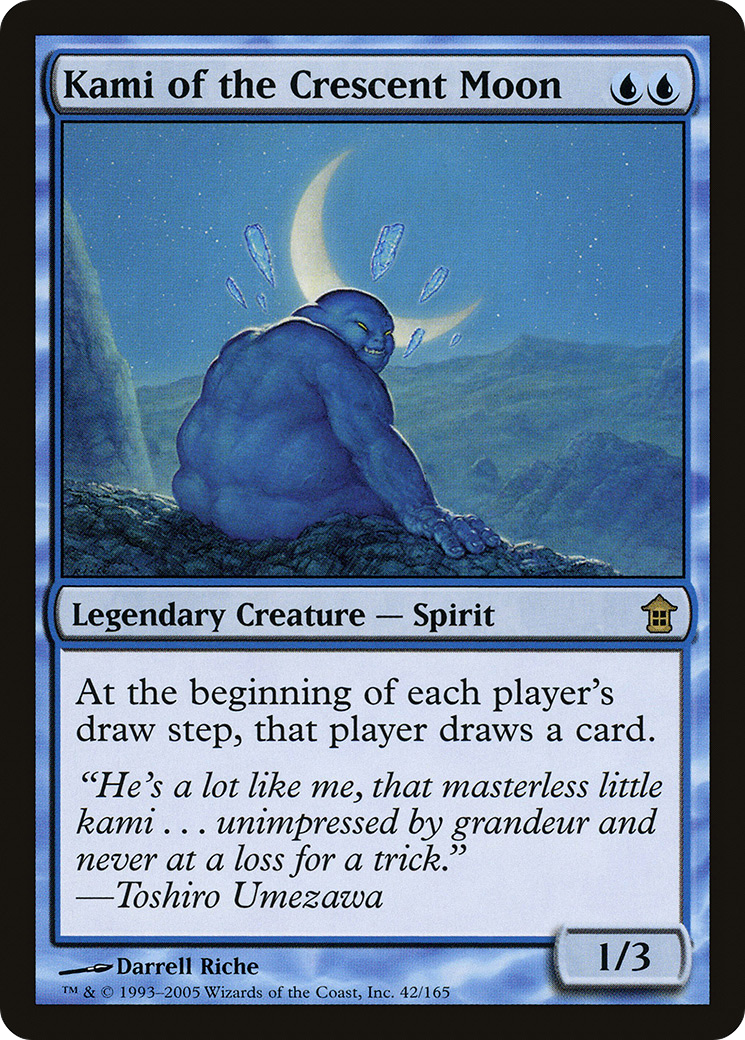 Kami of the Crescent Moon
Legendary Creature — Spirit
At the beginning of each player's
draw step, that player draws a card.
“He's a lot like me, that masterless little
kami . . . unimpressed by grandeur and
never at a loss for a trick.”
—Toshiro Umezawa
1/3
Darrell Riche
™ & © 1993–2005 Wizards of the Coast, Inc. 42/165